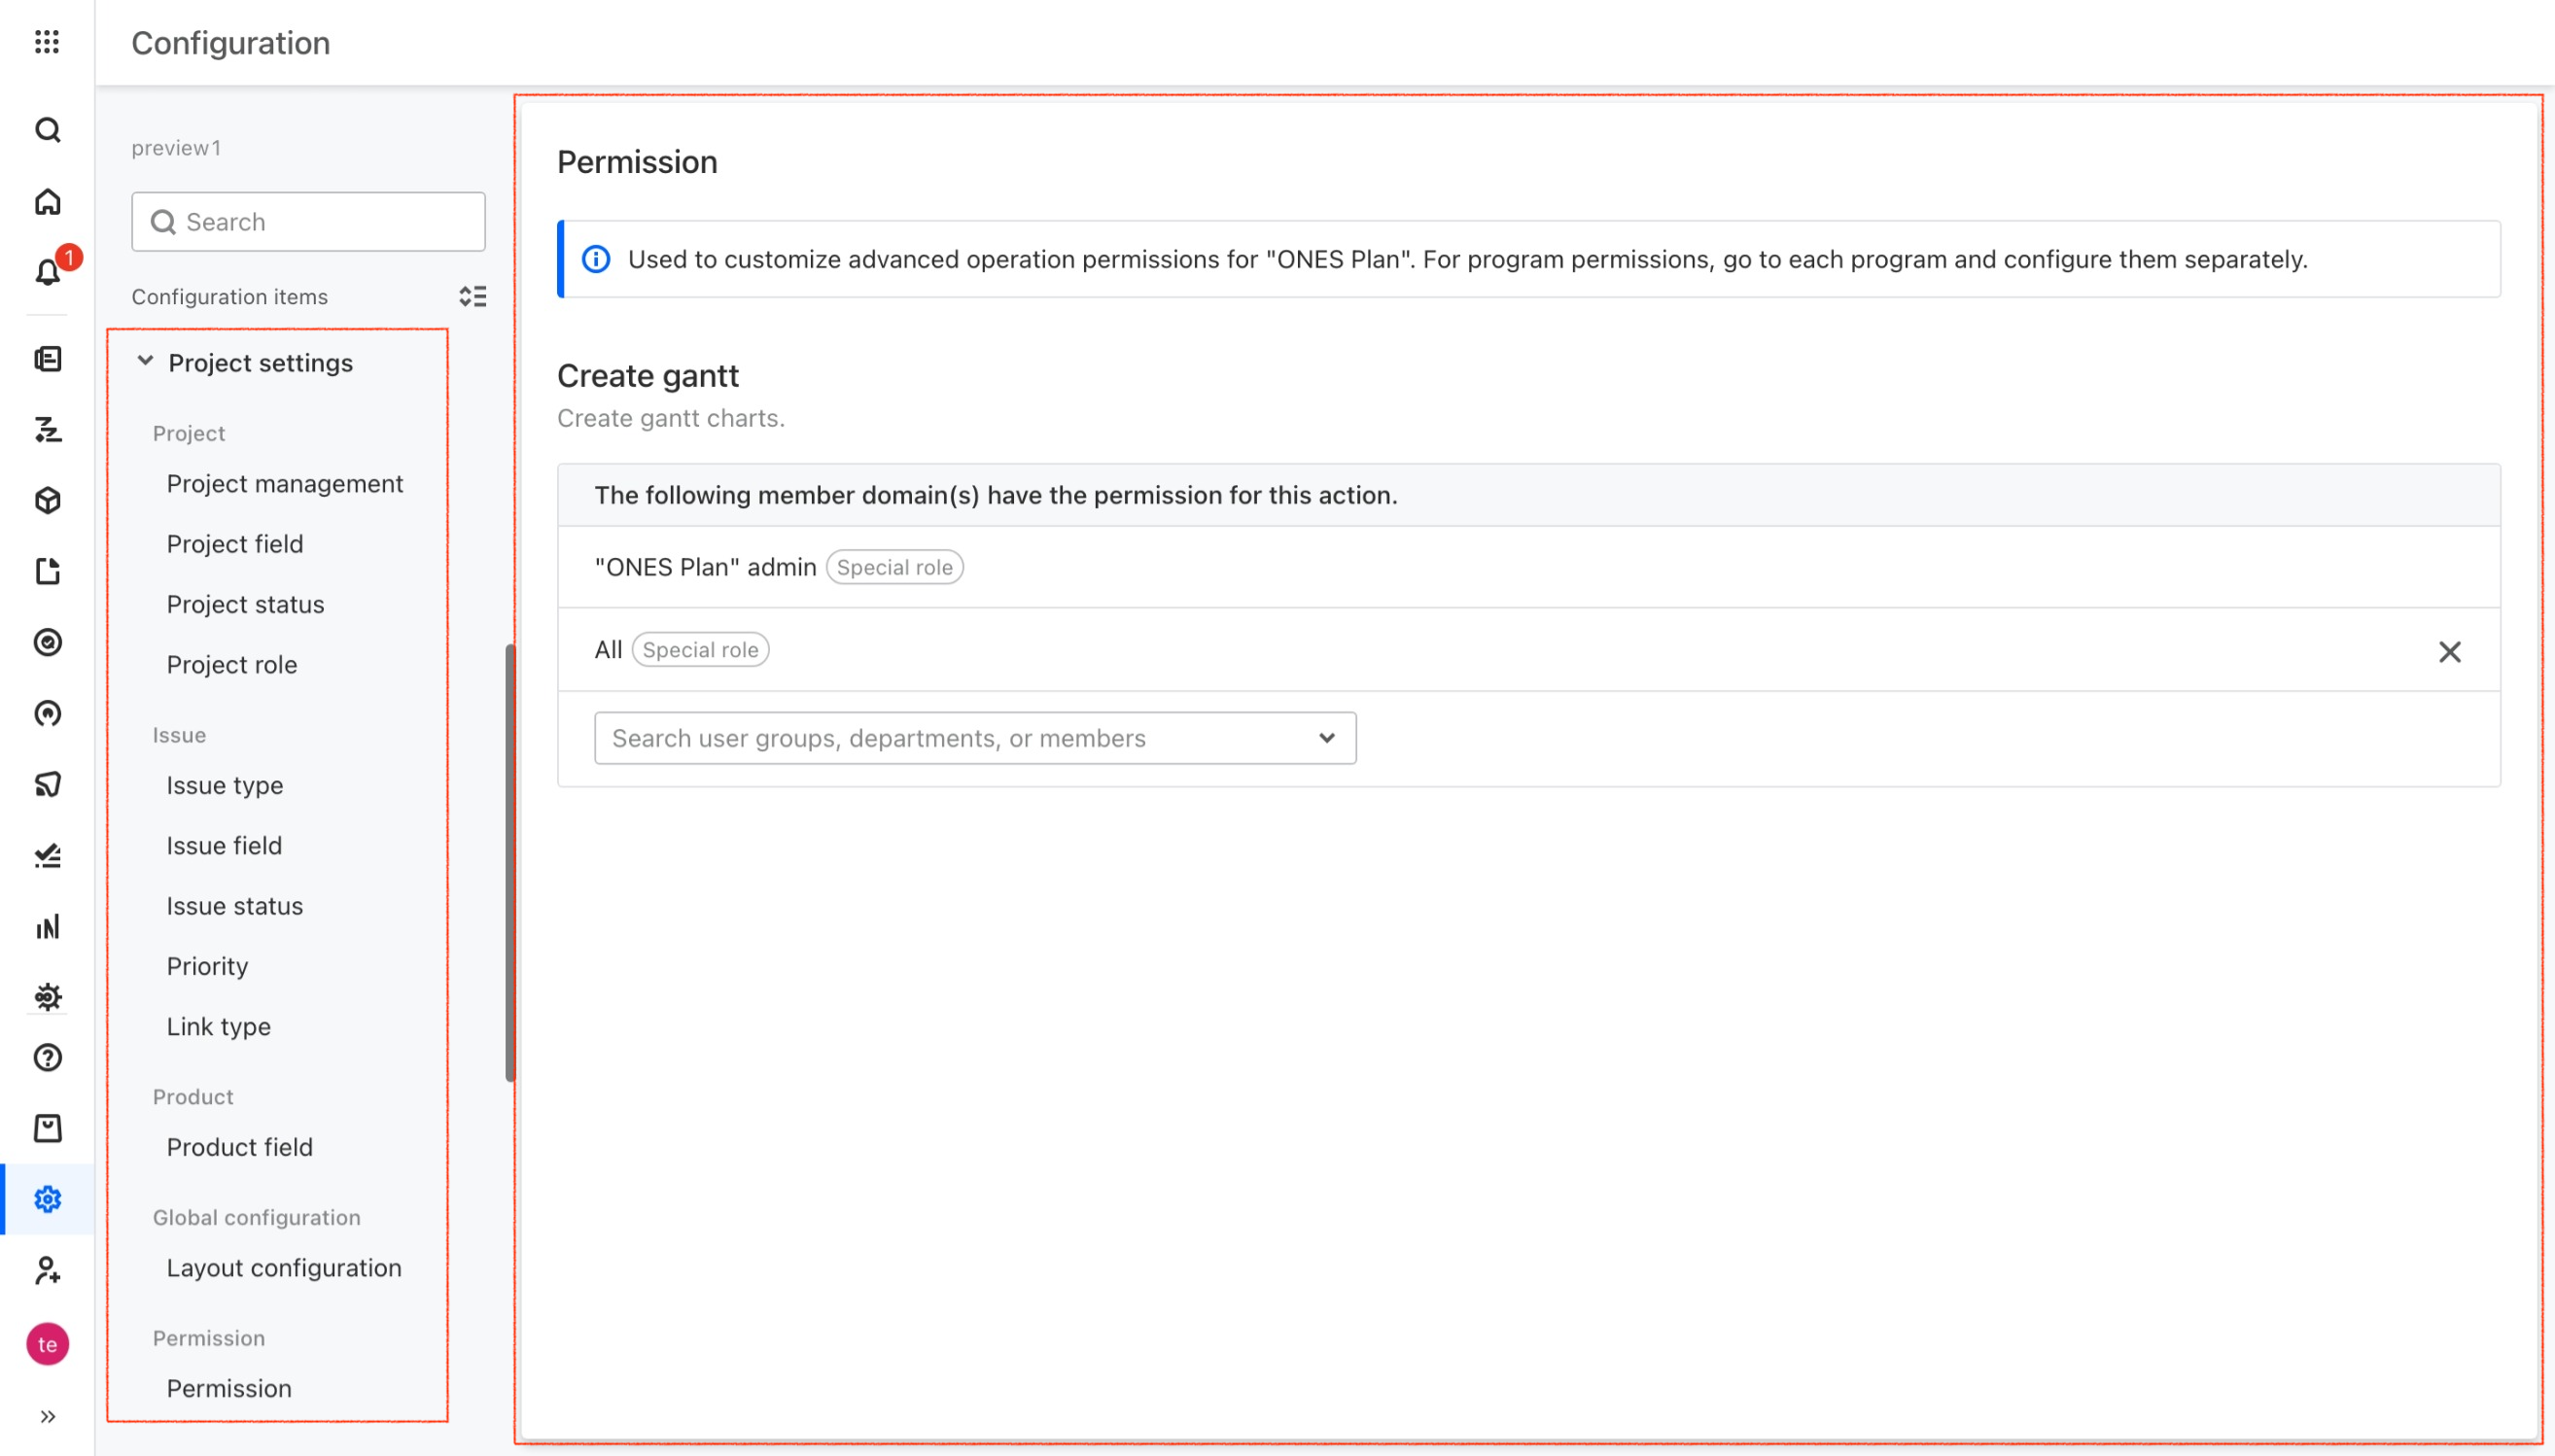 Configuration
preview1
Search
1
Configuration items
Project settings
Project
Project management
Project field
Project status
Project role
Issue
Issue type
Issue field
Issue status
Priority
Link type
Product
Product field
Global configuration
Layout configuration
Permission
Permission
te
Permission
Used to customize advanced operation permissions for "ONES Plan". For program permissions, go to each program and configure them separately.
Create gantt
Create gantt charts.
The following member domain(s) have the permission for this action.
"ONES Plan" admin Special role
All Special role
Search user groups, departments, or members